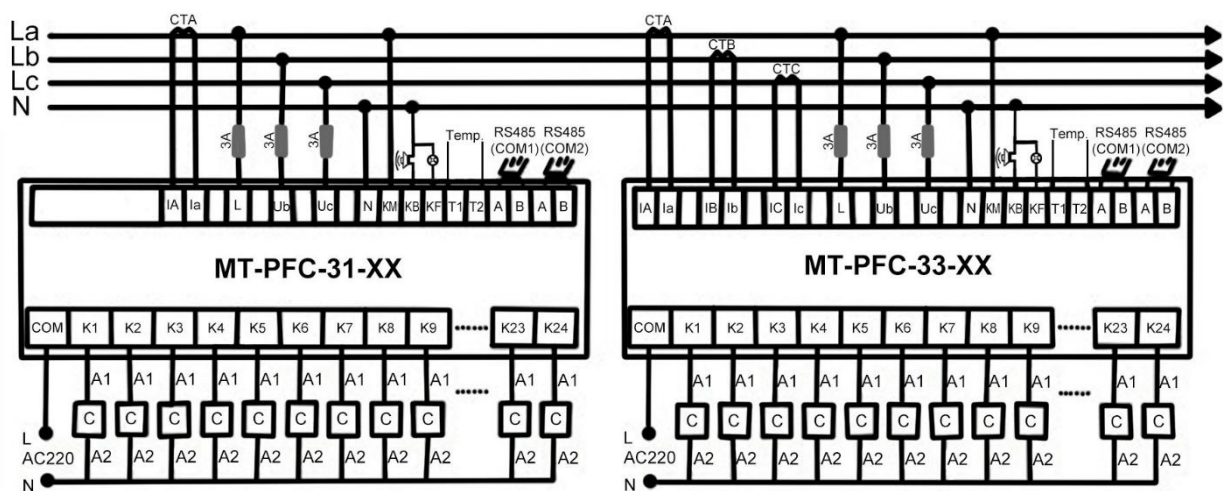 CTA CTA
La
CTB
Lb
CTC
Lc
N
3A 3A 3A Temp. RS485 (COM1) RS485 (COM2) 3A 3A 3A Temp. RS485 (COM1) RS485 (COM2)
IA Ia L Ub Uc N KM KB KF T1 T2 A B A B
IA Ia IB Ib IC Ic L Ub Uc N KM KB KF T1 T2 A B A B
MT-PFC-31-XX MT-PFC-33-XX
COM K1 K2 K3 K4 K5 K6 K7 K8 K9 ...... K23 K24
COM K1 K2 K3 K4 K5 K6 K7 K8 K9 ...... K23 K24
A1 A1 A1 A1 A1 A1 A1 A1 A1 ...... A1 A1
A1 A1 A1 A1 A1 A1 A1 A1 A1 ...... A1 A1
C C C C C C C C C C C
C C C C C C C C C C C
L L
AC220 A2 A2 A2 A2 A2 A2 A2 A2 A2 A2 A2
AC220 A2 A2 A2 A2 A2 A2 A2 A2 A2 A2 A2
N N